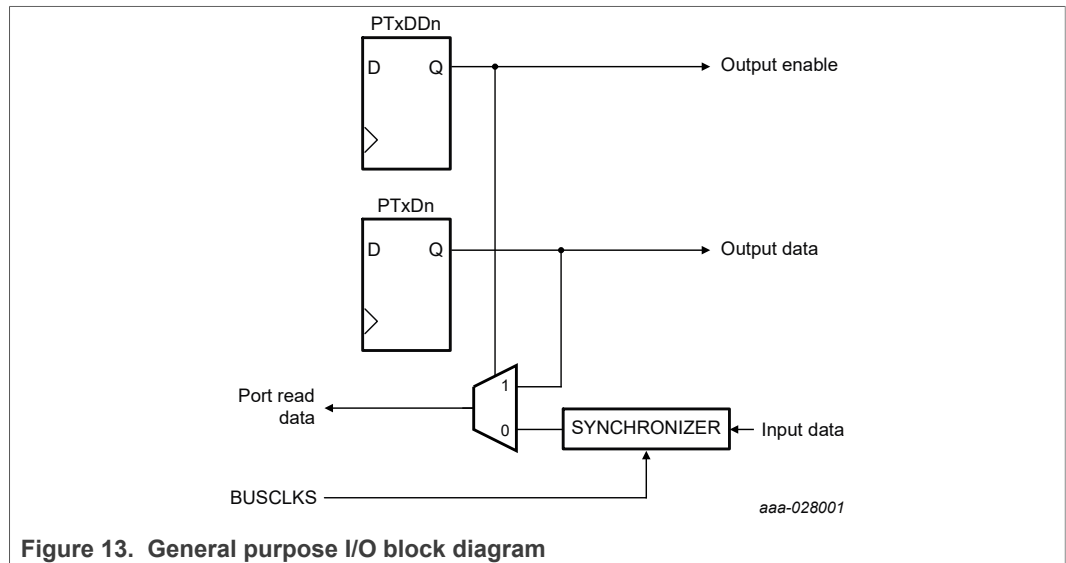 PTxDDn
D Q
Output enable
PTxDn
D Q
Output data
1
Port read
data
0
SYNCHRONIZER
Input data
BUSCLKS
aaa-028001
Figure 13. General purpose I/O block diagram